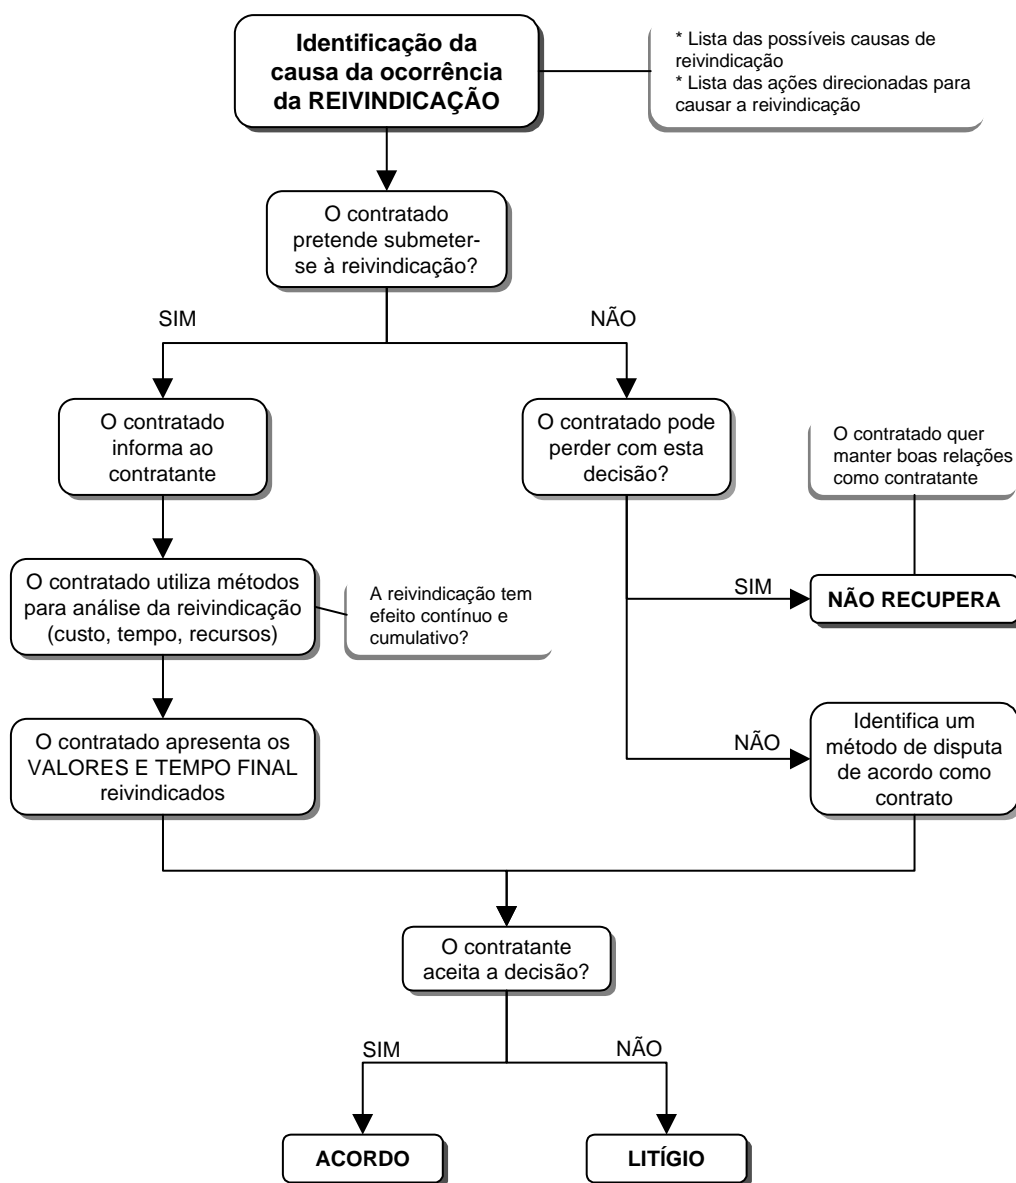 Identificação da
causa da ocorrência
da REIVINDICAÇÃO
* Lista das possíveis causas de
reivindicação
* Lista das ações direcionadas para
causar a reivindicação
O contratado
pretende submeter-
se à reivindicação?
SIM
NÃO
O contratado
informa ao
contratante
O contratado pode
perder com esta
decisão?
O contratado quer
manter boas relações
como contratante
O contratado utiliza métodos
para análise da reivindicação
(custo, tempo, recursos)
A reivindicação tem
efeito contínuo e
cumulativo?
SIM
NÃO RECUPERA
O contratado apresenta os
VALORES E TEMPO FINAL
reivindicados
NÃO
Identifica um
método de disputa
de acordo como
contrato
O contratante
aceita a decisão?
SIM
NÃO
ACORDO
LITÍGIO